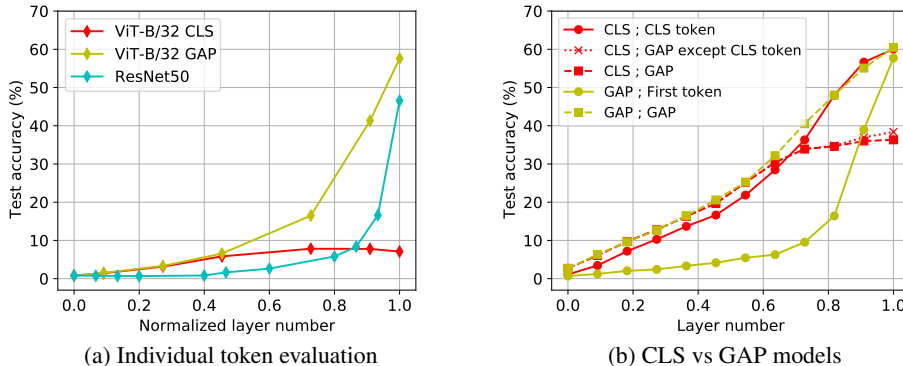 70
60
50
40
30
20
10
0
Test accuracy (%)
ViT-B/32 CLS
ViT-B/32 GAP
ResNet50
0.0 0.2 0.4 0.6 0.8 1.0
Normalized layer number
(a) Individual token evaluation
70
60
50
40
30
20
10
0
Test accuracy (%)
CLS ; CLS token
CLS ; GAP except CLS token
CLS ; GAP
GAP ; First token
GAP ; GAP
0.0 0.2 0.4 0.6 0.8 1.0
Layer number
(b) CLS vs GAP models